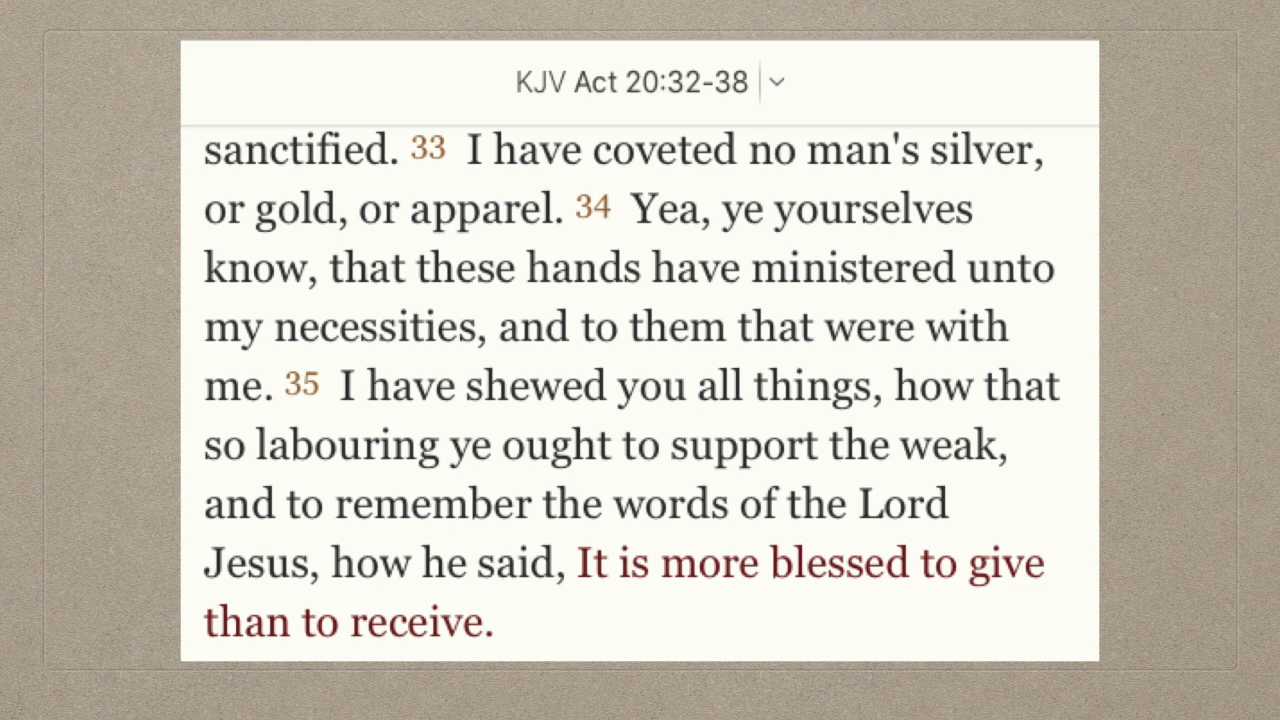 KJV Act 20:32-38
sanctified. 33 I have coveted no man's silver,
or gold, or apparel. 34 Yea, ye yourselves
know, that these hands have ministered unto
my necessities, and to them that were with
me. 35 I have shewed you all things, how that
so labouring ye ought to support the weak,
and to remember the words of the Lord
Jesus, how he said, It is more blessed to give
than to receive.